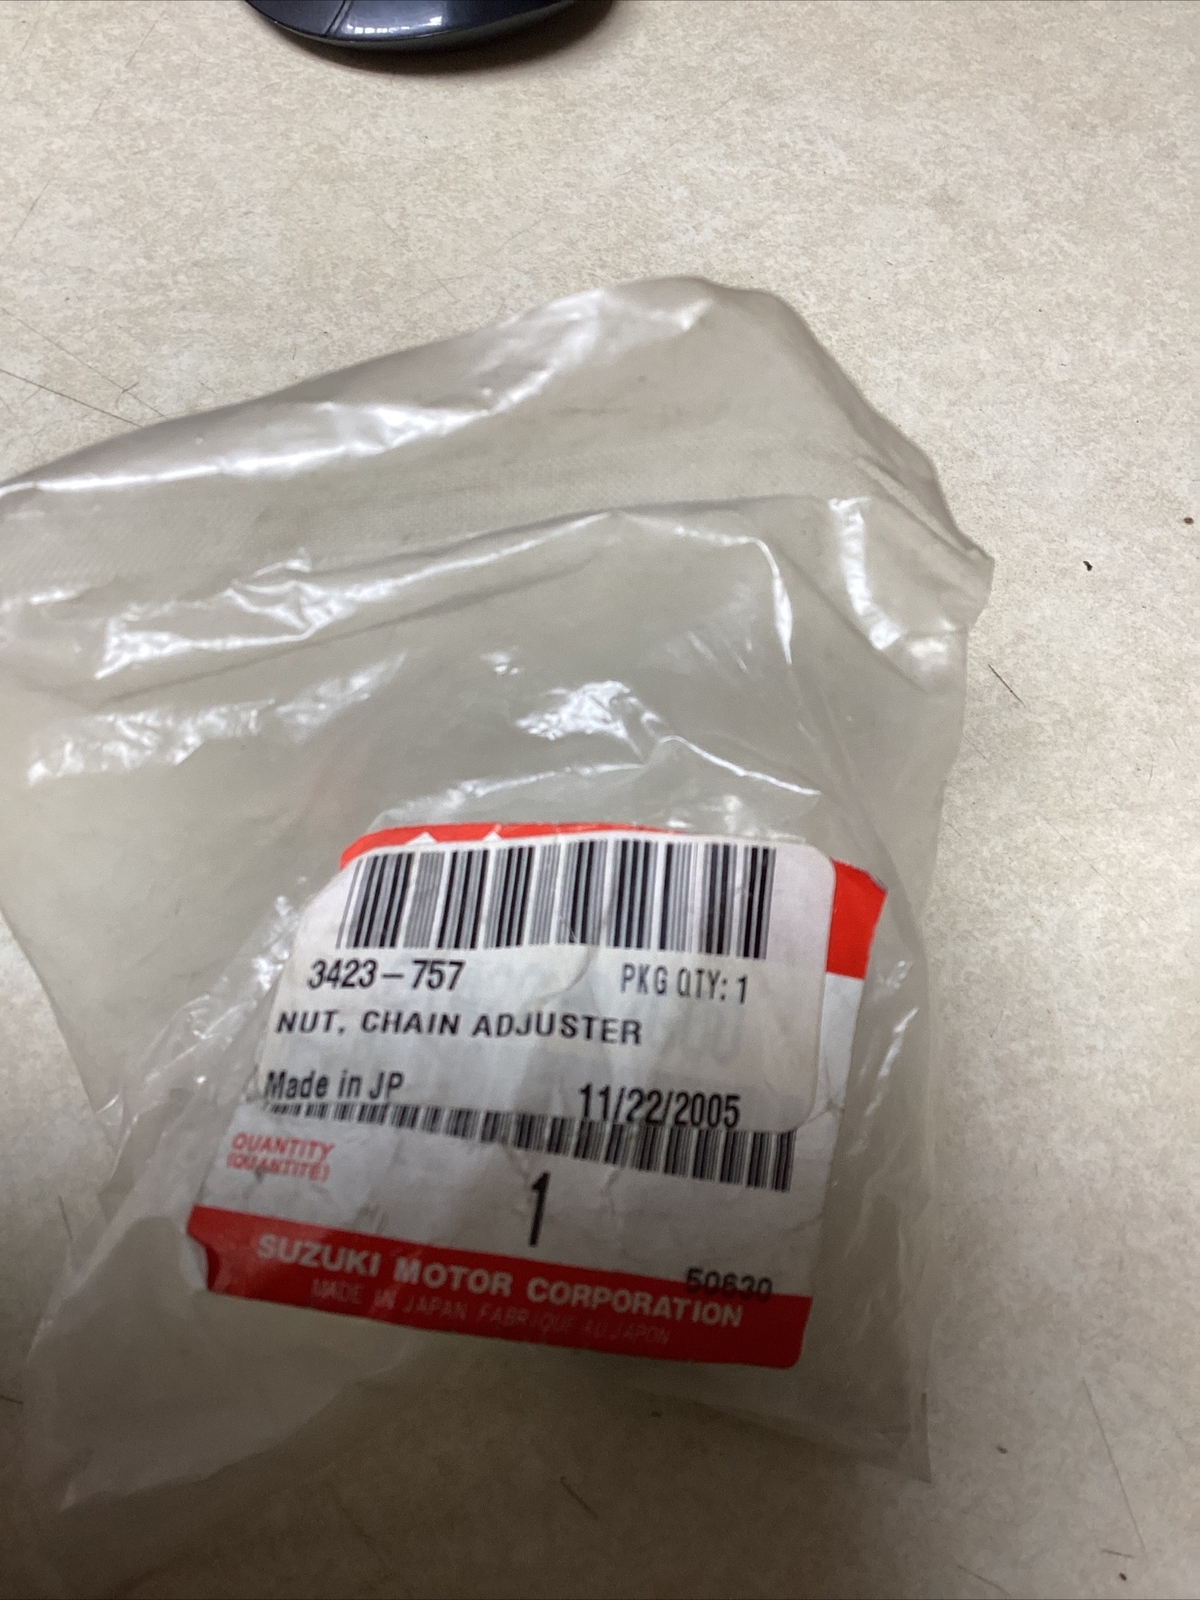 3423-757 PKG QTY: 1
NUT, CHAIN ADJUSTER
Made in JP 11/22/2005
QUANTITY
(QUANTITÉ)
1
50630
SUZUKI MOTOR CORPORATION
MADE IN JAPAN FABRIQUE AU JAPON